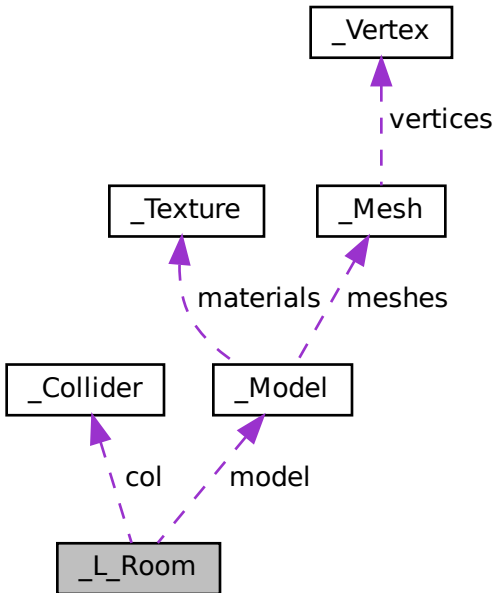 _Vertex
vertices
_Texture
_Mesh
materials
meshes
_Collider
_Model
col
model
_L_Room